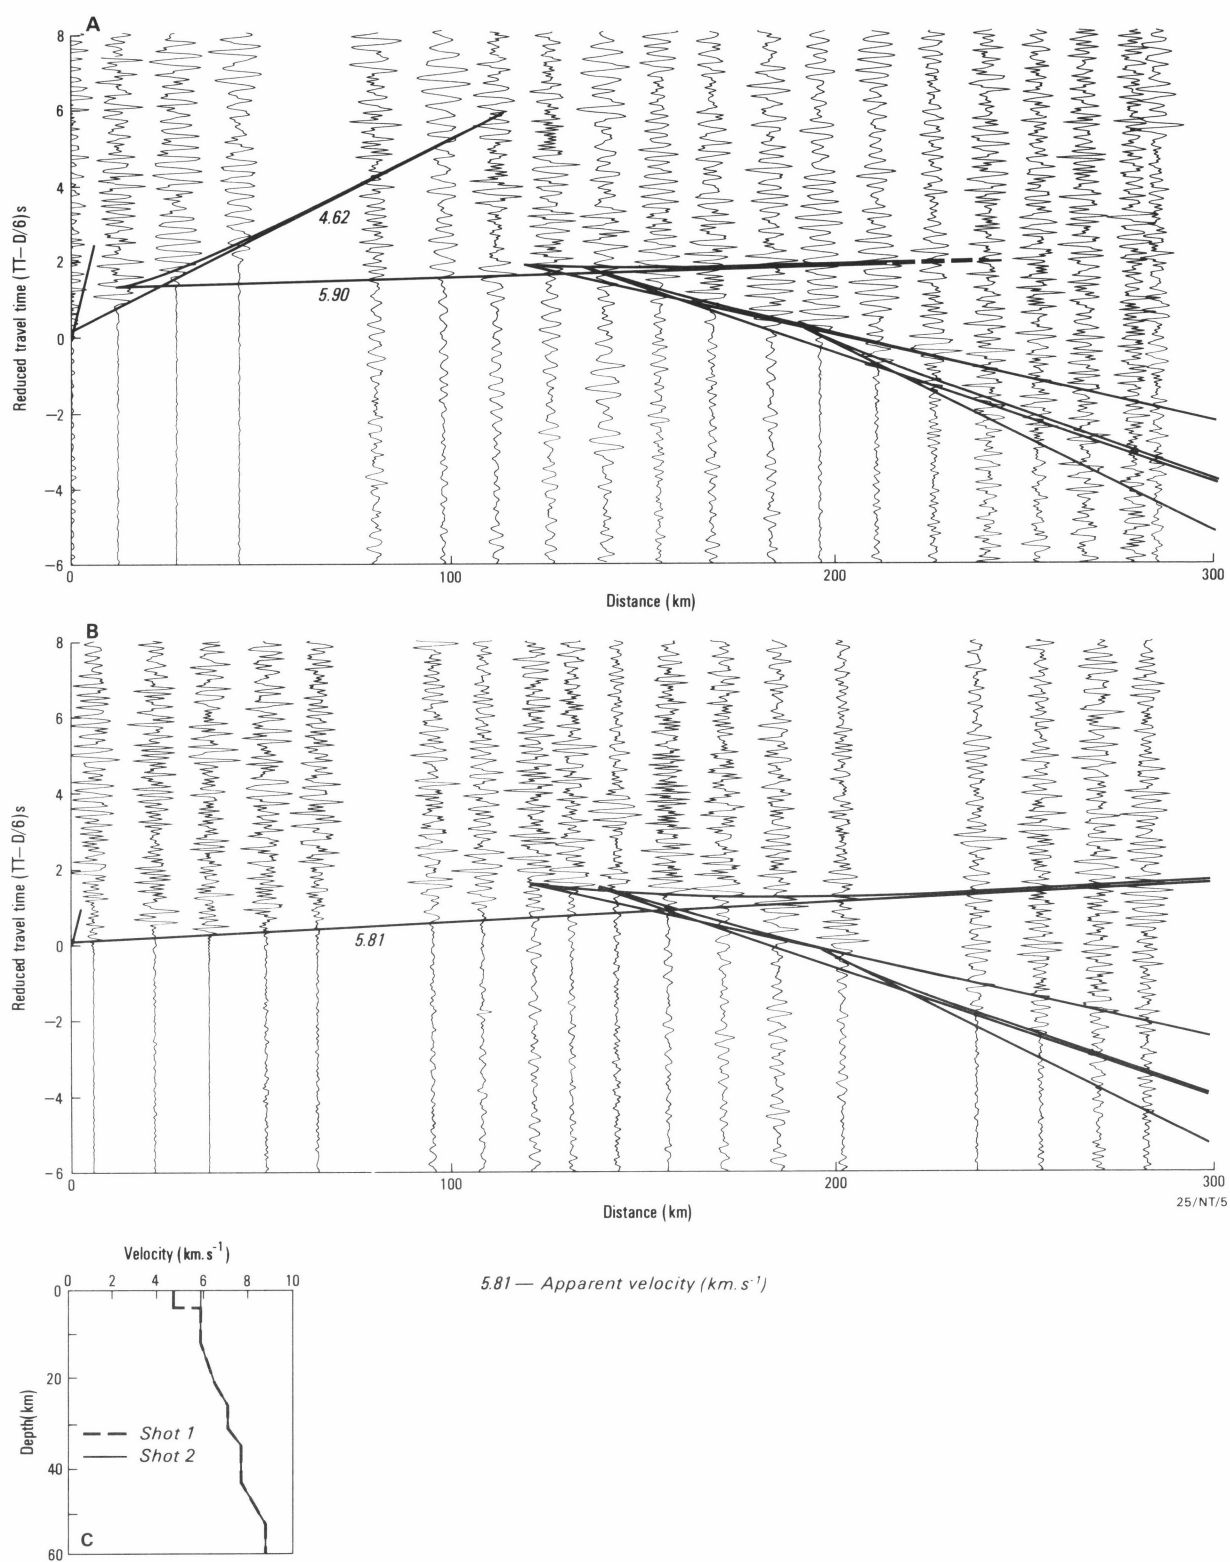 A
8
6
4
2
0
−2
−4
−6
Reduced travel time (TT−D/6)s
4.62
5.90
0
100
200
300
Distance (km)
B
8
6
4
2
0
−2
−4
−6
Reduced travel time (TT−D/6)s
5.81
0
100
200
300
Distance (km)
25/NT/5
Velocity (km.s⁻¹)
0 2 4 6 8 10
0
20
40
60
Depth(km)
Shot 1
Shot 2
C
5.81 — Apparent velocity (km.s⁻¹)